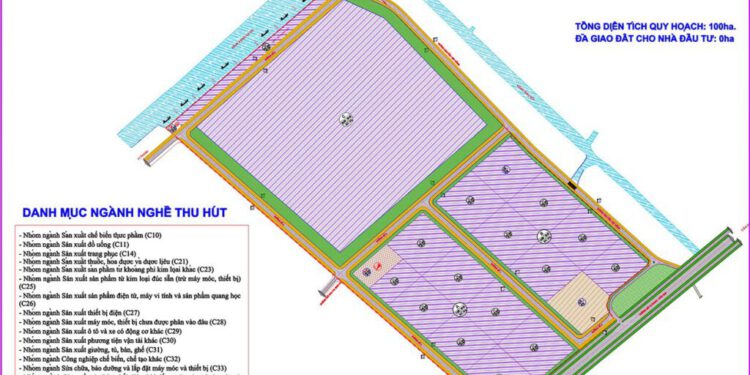 TỔNG DIỆN TÍCH QUY HOẠCH: 100ha.
ĐÃ GIAO ĐẤT CHO NHÀ ĐẦU TƯ: 0ha
DANH MỤC NGÀNH NGHỀ THU HÚT
- Nhóm ngành Sản xuất chế biến thực phẩm (C10)
- Nhóm ngành Sản xuất đồ uống (C11)
- Nhóm ngành Sản xuất trang phục (C14)
- Nhóm ngành Sản xuất thuốc, hóa dược và dược liệu (C21)
- Nhóm ngành Sản xuất sản phẩm từ khoáng phi kim loại khác (C23)
- Nhóm ngành Sản xuất sản phẩm từ kim loại đúc sẵn (trừ máy móc, thiết bị)
(C25)
- Nhóm ngành Sản xuất sản phẩm điện tử, máy vi tính và sản phẩm quang học
(C26)
- Nhóm ngành Sản xuất thiết bị điện (C27)
- Nhóm ngành Sản xuất máy móc, thiết bị chưa được phân vào đâu (C28)
- Nhóm ngành Sản xuất ô tô và xe có động cơ khác (C29)
- Nhóm ngành Sản xuất phương tiện vận tải khác (C30)
- Nhóm ngành Sản xuất giường, tủ, bàn, ghế (C31)
- Nhóm ngành Công nghiệp chế biến, chế tạo khác (C32)
- Nhóm ngành Sửa chữa, bảo dưỡng và lắp đặt máy móc và thiết bị (C33)